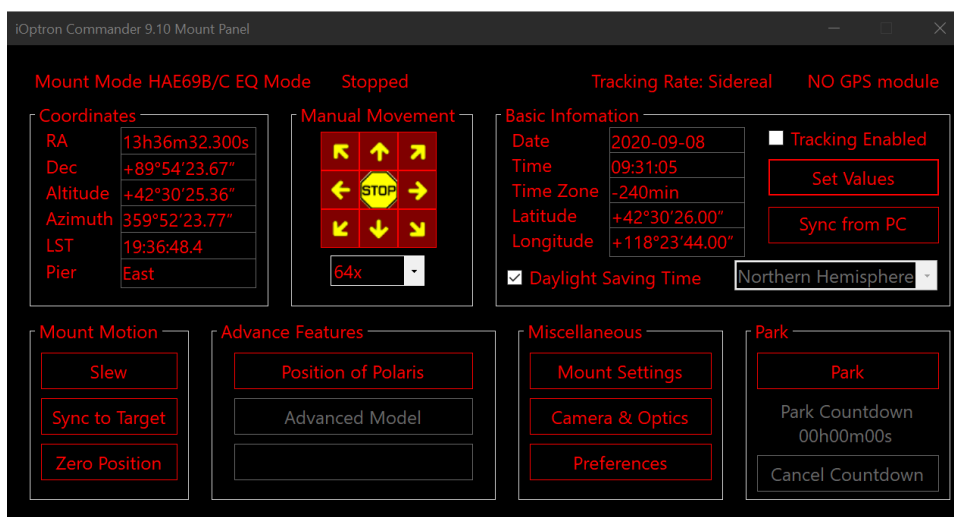 iOptron Commander 9.10 Mount Panel
Mount Mode HAE69B/C EQ Mode Stopped Tracking Rate: Sidereal NO GPS module
Coordinates
RA 13h36m32.300s
Dec +89°54'23.67"
Altitude +42°30'25.36"
Azimuth 359°52'23.77"
LST 19:36:48.4
Pier East
Manual Movement
STOP
64x
Basic Infomation
Date 2020-09-08
Time 09:31:05
Time Zone -240min
Latitude +42°30'26.00"
Longitude +118°23'44.00"
Daylight Saving Time
Tracking Enabled
Set Values
Sync from PC
Northern Hemisphere
Mount Motion
Slew
Sync to Target
Zero Position
Advance Features
Position of Polaris
Advanced Model
Miscellaneous
Mount Settings
Camera & Optics
Preferences
Park
Park
Park Countdown
00h00m00s
Cancel Countdown